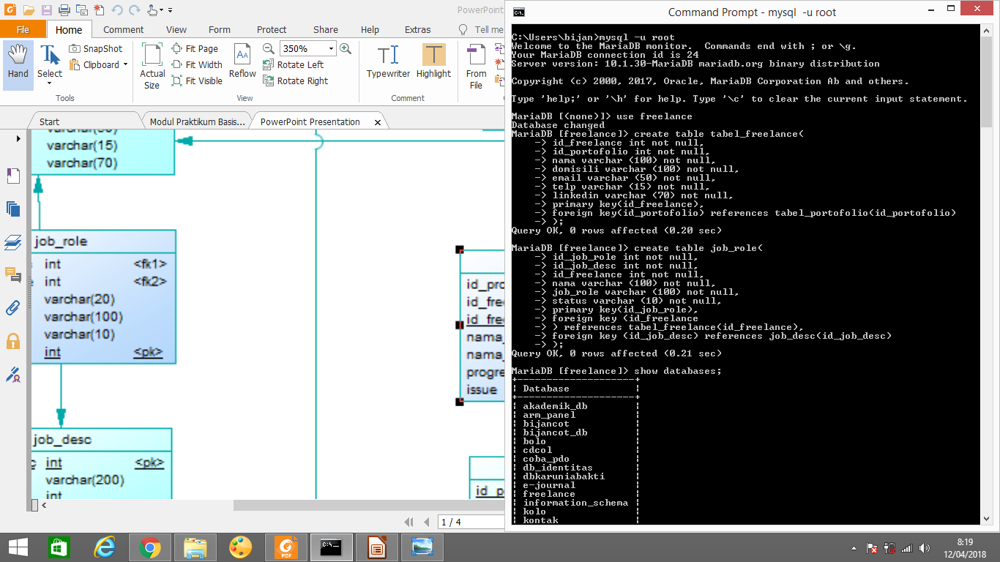 PowerPoint
File
Home
Comment
View
Form
Protect
Share
Help
Extras
Tell me
Hand
Select
SnapShot
Clipboard
Tools
Actual
Size
Fit Page
Fit Width
Fit Visible
Reflow
350%
Rotate Left
Rotate Right
View
Typewriter
Highlight
Comment
From
File
Start
Modul Praktikum Basis...
PowerPoint Presentation
varchar(15)
varchar(70)
job_role
int <fk1>
int <fk2>
varchar(20)
varchar(100)
varchar(10)
int <pk>
job_desc
int <pk>
varchar(200)
int
id_pro
id_free
id_free
nama_
nama_
progre
issue
id_po
1 / 4
Command Prompt - mysql  -u root
C:\Users\bijan>mysql -u root
Welcome to the MariaDB monitor.  Commands end with ; or \g.
Your MariaDB connection id is 24
Server version: 10.1.30-MariaDB mariadb.org binary distribution
Copyright (c) 2000, 2017, Oracle, MariaDB Corporation Ab and others.
Type 'help;' or '\h' for help. Type '\c' to clear the current input statement.
MariaDB [(none)]> use freelance
Database changed
MariaDB [freelance]> create table tabel_freelance(
    -> id_freelance int not null,
    -> id_portofolio int not null,
    -> nama varchar (100) not null,
    -> domisili varchar (100) not null,
    -> email varchar (50) not null,
    -> telp varchar (15) not null,
    -> linkedin varchar (70) not null,
    -> primary key(id_freelance),
    -> foreign key(id_portofolio) references tabel_portofolio(id_portofolio)
    -> );
Query OK, 0 rows affected (0.20 sec)
MariaDB [freelance]> create table job_role(
    -> id_job_role int not null,
    -> id_job_desc int not null,
    -> id_freelance int not null,
    -> nama varchar (100) not null,
    -> job_role varchar (100) not null,
    -> status varchar (10) not null,
    -> primary key(id_job_role),
    -> foreign key (id_freelance
    -> ) references tabel_freelance(id_freelance),
    -> foreign key (id_job_desc) references job_desc(id_job_desc)
    -> );
Query OK, 0 rows affected (0.21 sec)
MariaDB [freelance]> show databases;
+--------------------+
| Database           |
+--------------------+
| akademik_db        |
| arm_panel          |
| bijancot           |
| bijancot_db        |
| bolo               |
| cdcol              |
| coba_pdo           |
| db_identitas       |
| dbkaruniabakti     |
| e-journal          |
| freelance          |
| information_schema |
| kolo               |
| kontak             |
PDF
8:19
12/04/2018